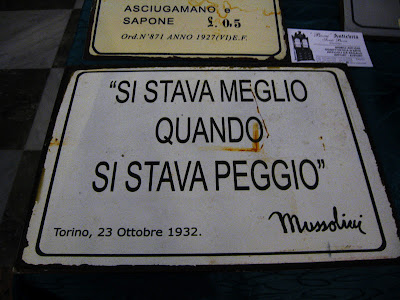 ASCIUGAMANO e
SAPONE £. 0.5
Ord. N°871 ANNO 1927(VI) E.F.
"SI STAVA MEGLIO
QUANDO
SI STAVA PEGGIO"
Torino, 23 Ottobre 1932.
Mussolini